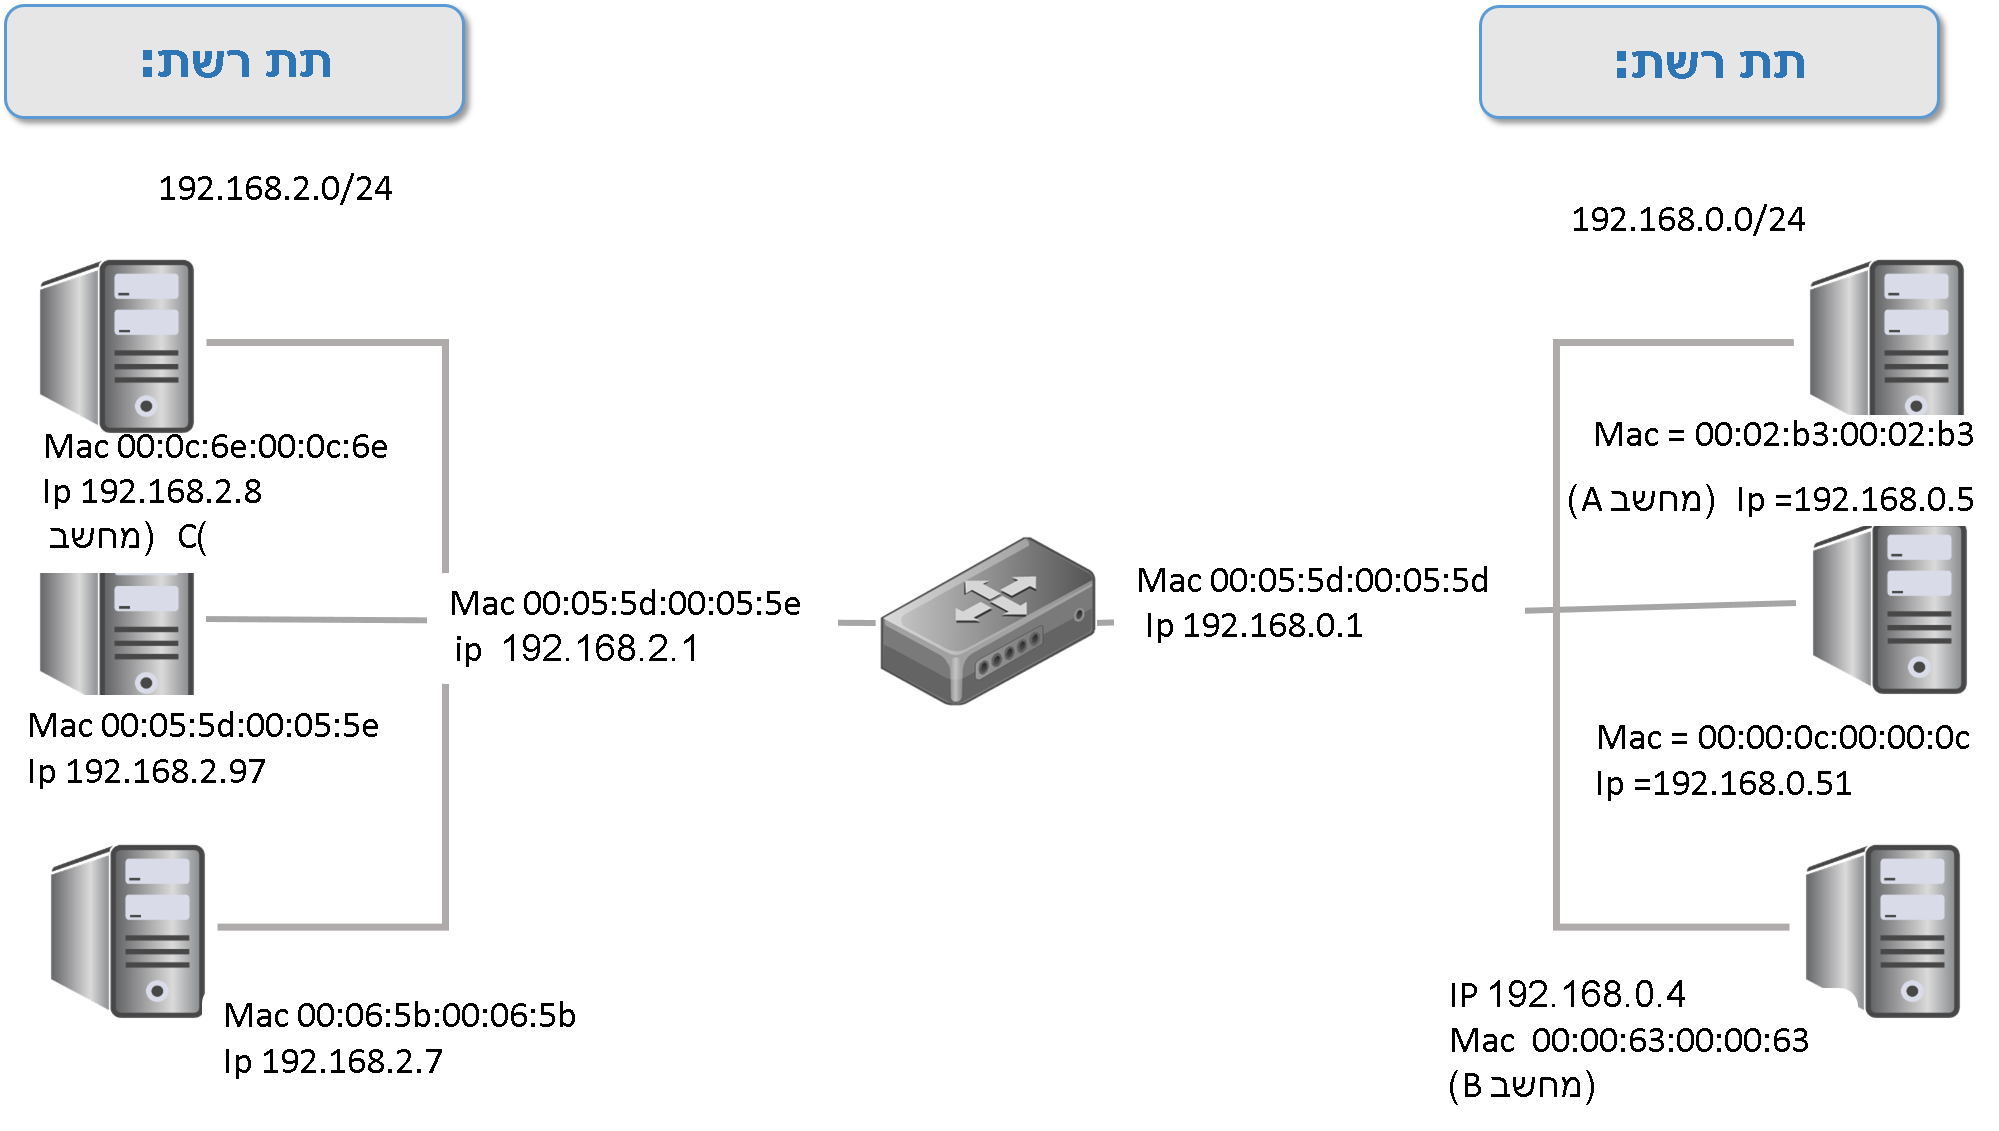 תת רשת:
תת רשת:
192.168.2.0/24
192.168.0.0/24
Mac 00:0c:6e:00:0c:6e
Ip 192.168.2.8
(מחשב C(
Mac = 00:02:b3:00:02:b3
Ip =192.168.0.5 (מחשב A)
Mac 00:05:5d:00:05:5e
ip 192.168.2.1
Mac 00:05:5d:00:05:5d
Ip 192.168.0.1
Mac 00:05:5d:00:05:5e
Ip 192.168.2.97
Mac = 00:00:0c:00:00:0c
Ip =192.168.0.51
Mac 00:06:5b:00:06:5b
Ip 192.168.2.7
IP 192.168.0.4
Mac 00:00:63:00:00:63
(מחשב B)